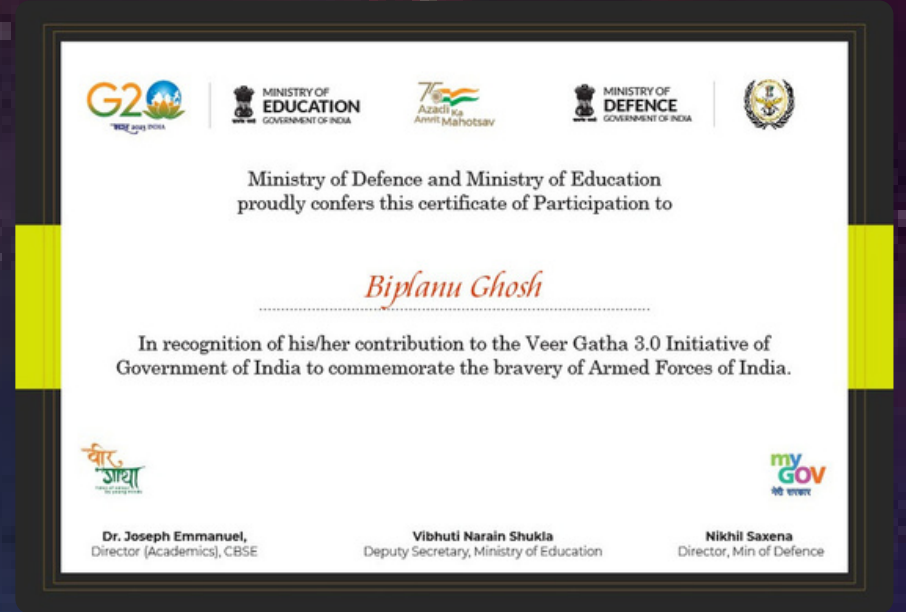 G20
भारत 2023 INDIA
MINISTRY OF
EDUCATION
GOVERNMENT OF INDIA
75
Azadi Ka
Amrit Mahotsav
MINISTRY OF
DEFENCE
GOVERNMENT OF INDIA
Ministry of Defence and Ministry of Education
proudly confers this certificate of Participation to
Biplanu Ghosh
In recognition of his/her contribution to the Veer Gatha 3.0 Initiative of
Government of India to commemorate the bravery of Armed Forces of India.
वीर
गाथा
my
GOV
मेरी सरकार
Dr. Joseph Emmanuel,
Director (Academics), CBSE
Vibhuti Narain Shukla
Deputy Secretary, Ministry of Education
Nikhil Saxena
Director, Min of Defence